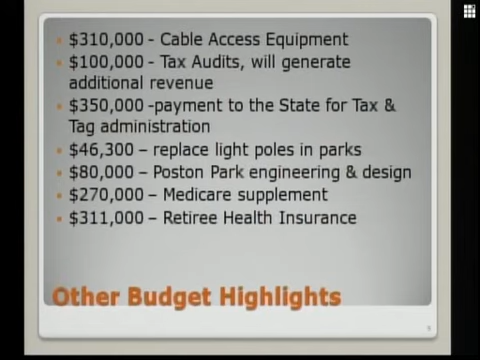 $310,000 - Cable Access Equipment
$100,000 - Tax Audits, will generate
additional revenue
$350,000 -payment to the State for Tax &
Tag administration
$46,300 – replace light poles in parks
$80,000 – Poston Park engineering & design
$270,000 – Medicare supplement
$311,000 – Retiree Health Insurance
Other Budget Highlights